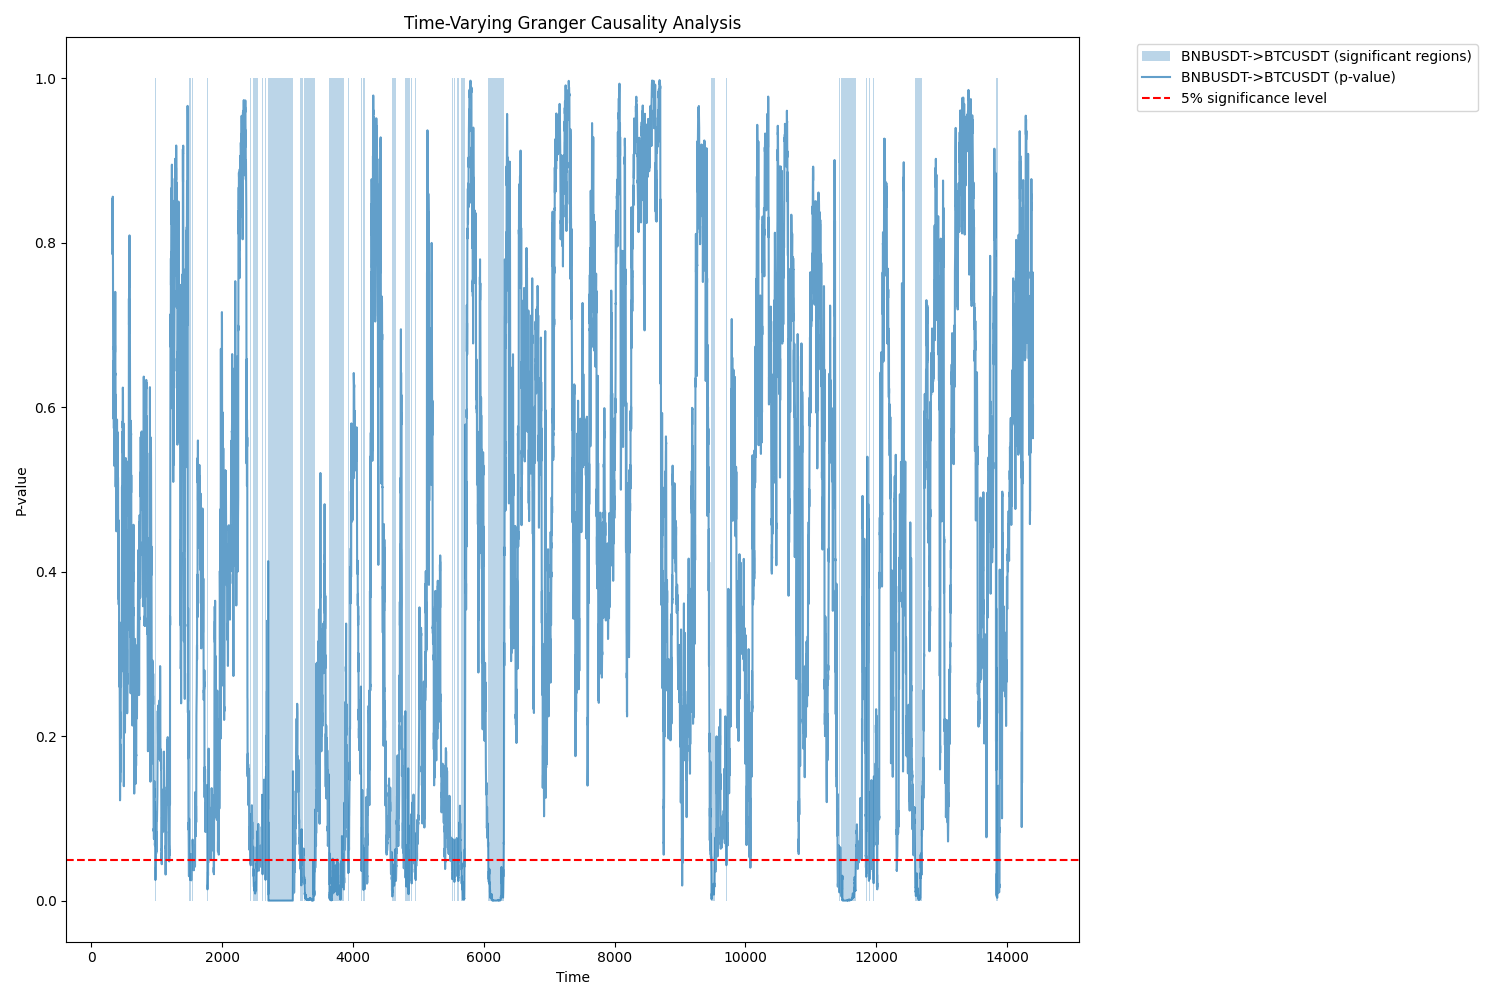 Time-Varying Granger Causality Analysis
BNBUSDT->BTCUSDT (significant regions)
BNBUSDT->BTCUSDT (p-value)
5% significance level
1.0
0.8
0.6
0.4
0.2
0.0
P-value
0 2000 4000 6000 8000 10000 12000 14000
Time